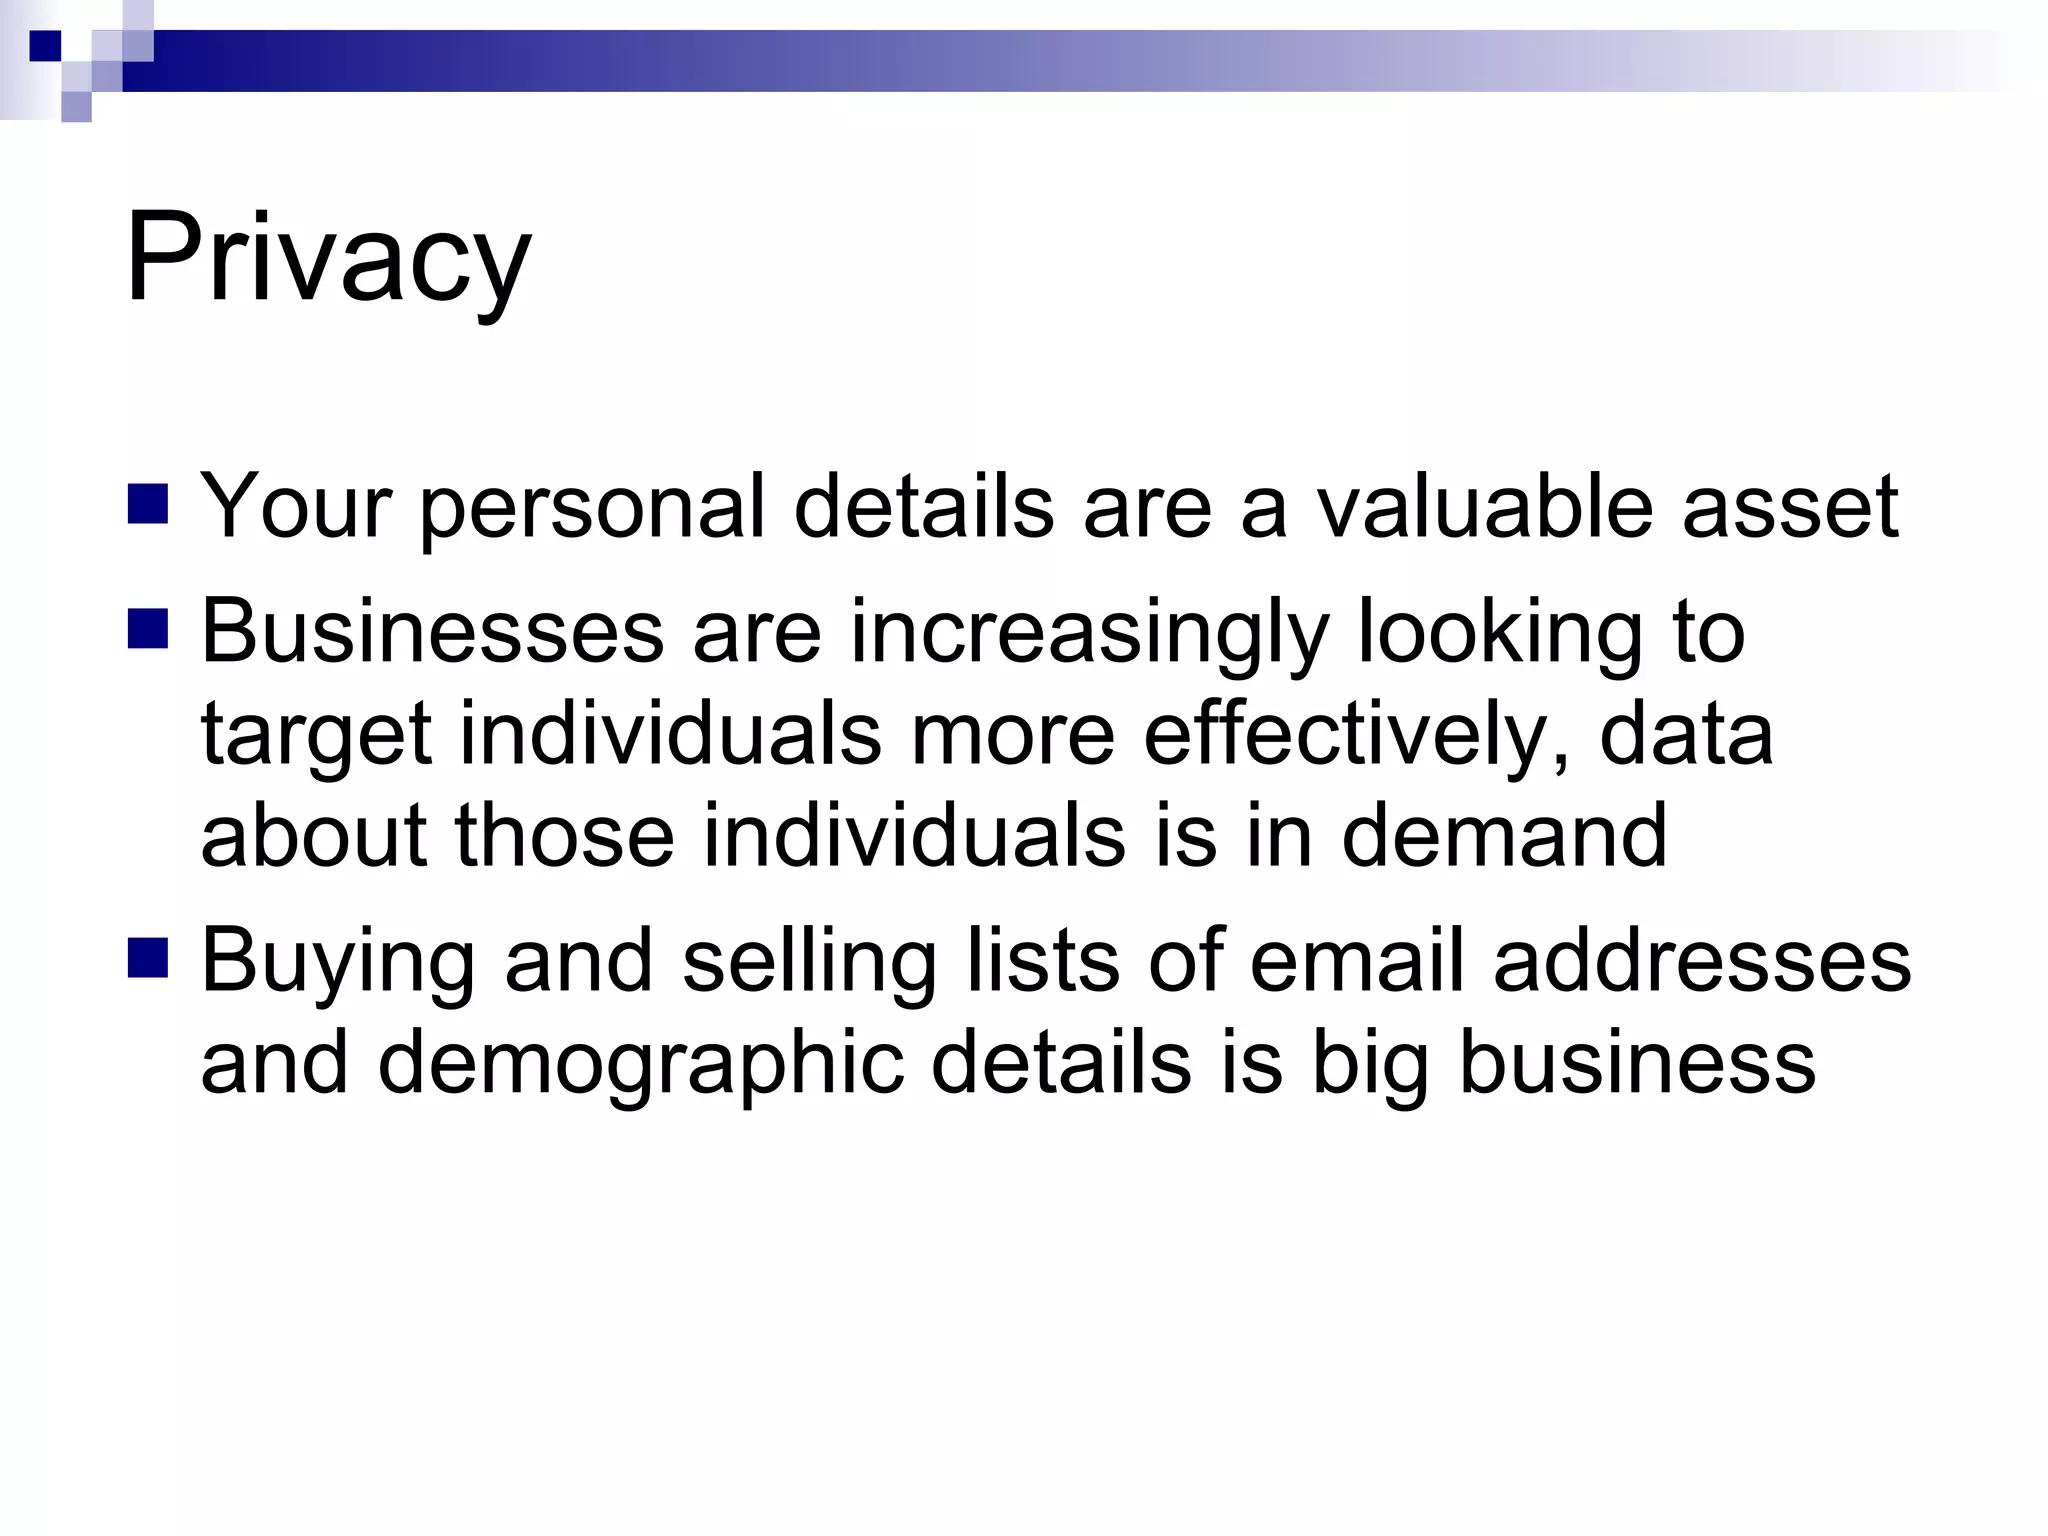 Privacy
Your personal details are a valuable asset
Businesses are increasingly looking to
target individuals more effectively, data
about those individuals is in demand
Buying and selling lists of email addresses
and demographic details is big business